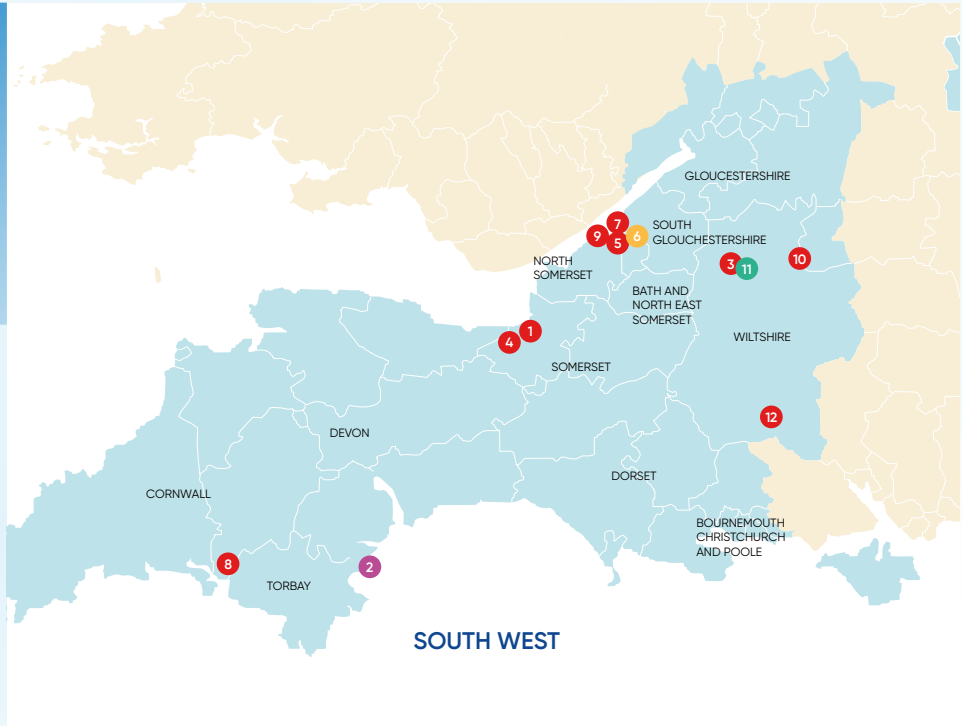 GLOUCESTERSHIRE
7
9
5
6
SOUTH
GLOUCESTERSHIRE
3
11
10
NORTH
SOMERSET
BATH AND
NORTH EAST
SOMERSET
1
4
WILTSHIRE
SOMERSET
12
DEVON
DORSET
CORNWALL
BOURNEMOUTH
CHRISTCHURCH
AND POOLE
8
2
TORBAY
SOUTH WEST